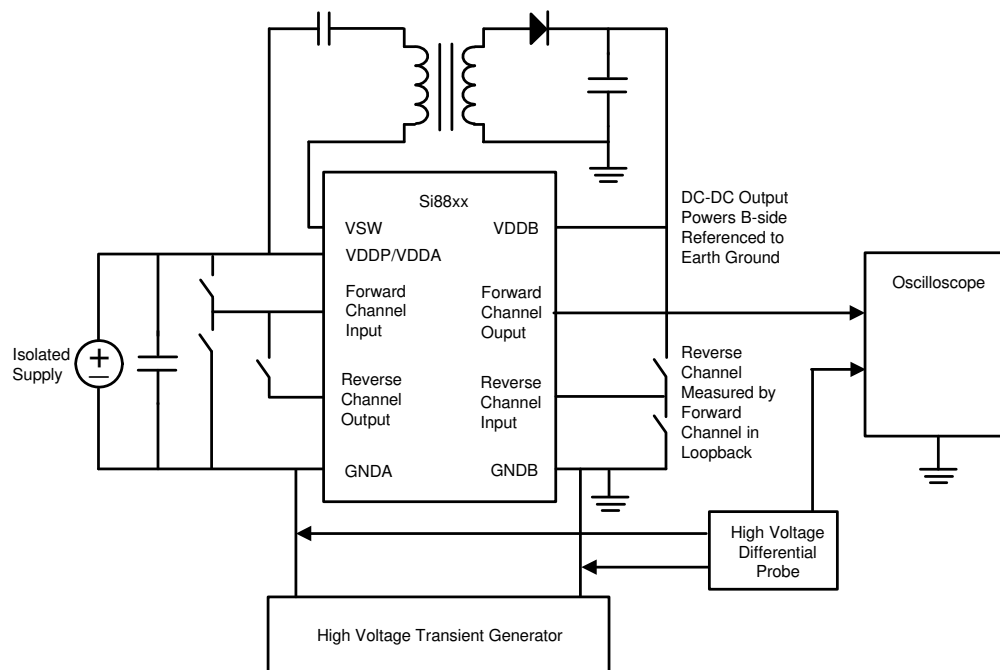 Si88xx
VSW
VDDB
VDDP/VDDA
Forward
Channel
Input
Forward
Channel
Ouput
Reverse
Channel
Output
Reverse
Channel
Input
GNDA
GNDB
Isolated
Supply
DC-DC Output
Powers B-side
Referenced to
Earth Ground
Oscilloscope
Reverse
Channel
Measured by
Forward
Channel in
Loopback
High Voltage
Differential
Probe
High Voltage Transient Generator